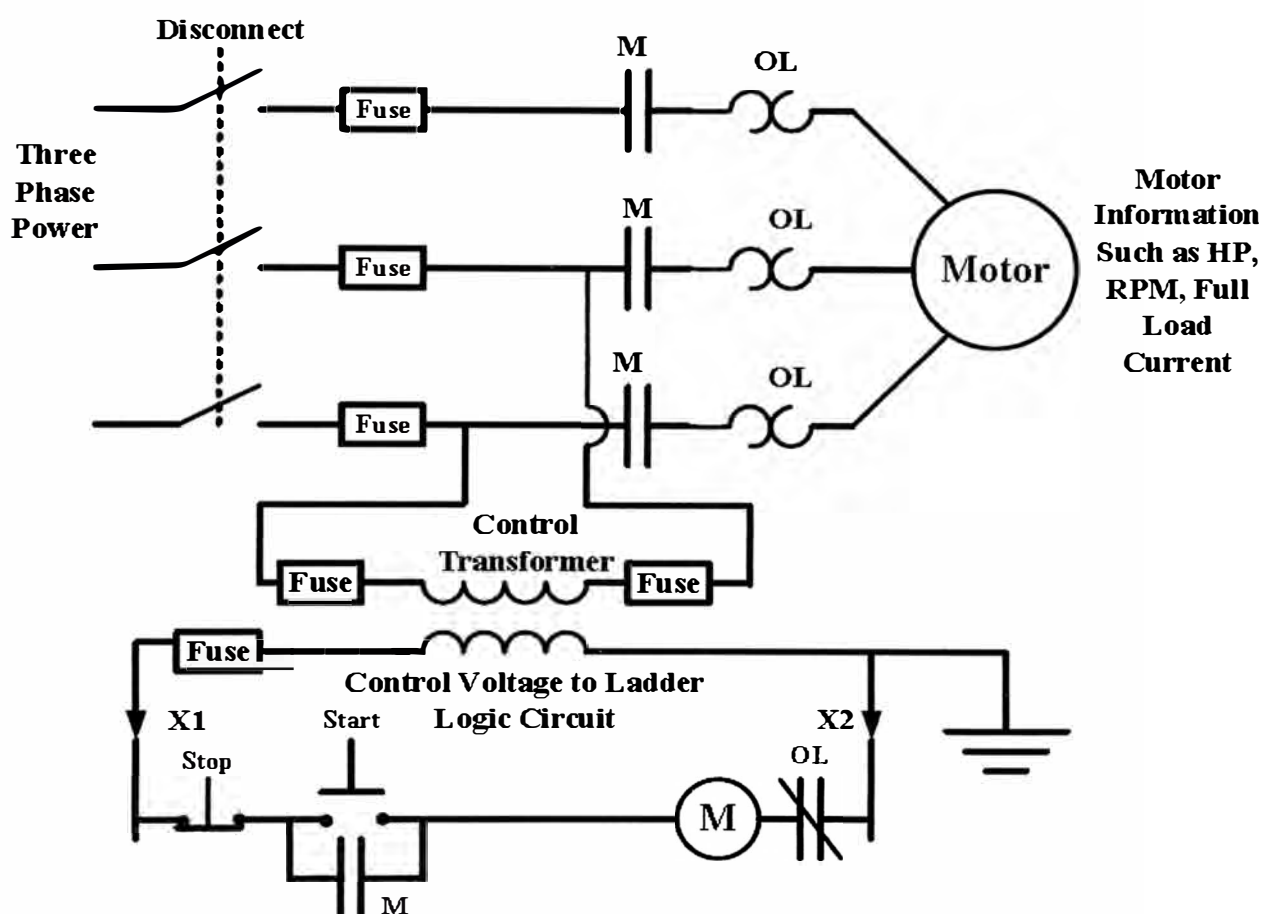 Disconnect
M
OL
Fuse
Three
Phase
Power
M
OL
Fuse
Motor
Motor
Information
Such as HP,
RPM, Full
Load
Current
M
OL
Fuse
Control
Transformer
Fuse
Fuse
Fuse
Control Voltage to Ladder
Logic Circuit
X1
Start
X2
Stop
OL
M
M